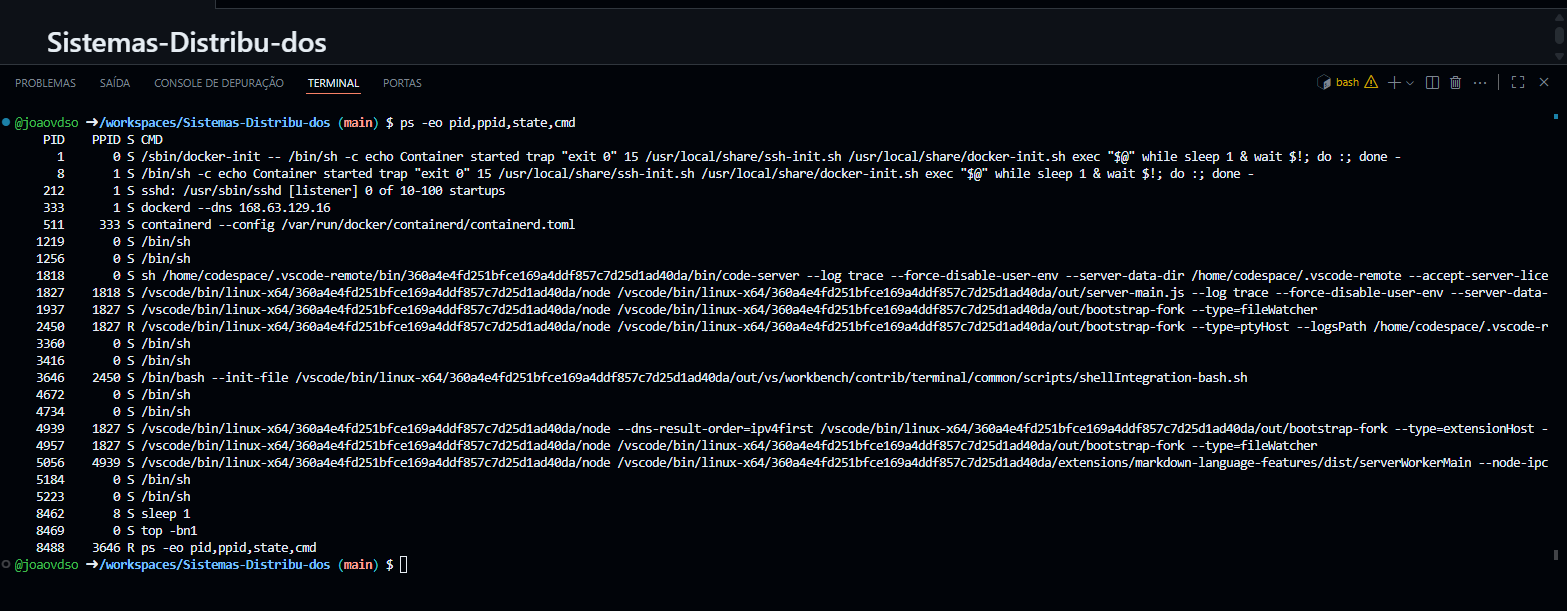 Sistemas-Distribu-dos
PROBLEMAS SAÍDA CONSOLE DE DEPURAÇÃO TERMINAL PORTAS bash
@joaovdso ➜/workspaces/Sistemas-Distribu-dos (main) $ ps -eo pid,ppid,state,cmd
PID PPID S CMD
1 0 S /sbin/docker-init -- /bin/sh -c echo Container started trap "exit 0" 15 /usr/local/share/ssh-init.sh /usr/local/share/docker-init.sh exec "$@" while sleep 1 & wait $!; do :; done -
8 1 S /bin/sh -c echo Container started trap "exit 0" 15 /usr/local/share/ssh-init.sh /usr/local/share/docker-init.sh exec "$@" while sleep 1 & wait $!; do :; done -
212 1 S sshd: /usr/sbin/sshd [listener] 0 of 10-100 startups
333 1 S dockerd --dns 168.63.129.16
511 333 S containerd --config /var/run/docker/containerd/containerd.toml
1219 0 S /bin/sh
1256 0 S /bin/sh
1818 0 S sh /home/codespace/.vscode-remote/bin/360a4e4fd251bfce169a4ddf857c7d25d1ad40da/bin/code-server --log trace --force-disable-user-env --server-data-dir /home/codespace/.vscode-remote --accept-server-lice
1827 1818 S /vscode/bin/linux-x64/360a4e4fd251bfce169a4ddf857c7d25d1ad40da/node /vscode/bin/linux-x64/360a4e4fd251bfce169a4ddf857c7d25d1ad40da/out/server-main.js --log trace --force-disable-user-env --server-data-
1937 1827 S /vscode/bin/linux-x64/360a4e4fd251bfce169a4ddf857c7d25d1ad40da/node /vscode/bin/linux-x64/360a4e4fd251bfce169a4ddf857c7d25d1ad40da/out/bootstrap-fork --type=fileWatcher
2450 1827 R /vscode/bin/linux-x64/360a4e4fd251bfce169a4ddf857c7d25d1ad40da/node /vscode/bin/linux-x64/360a4e4fd251bfce169a4ddf857c7d25d1ad40da/out/bootstrap-fork --type=ptyHost --logsPath /home/codespace/.vscode-r
3360 0 S /bin/sh
3416 0 S /bin/sh
3646 2450 S /bin/bash --init-file /vscode/bin/linux-x64/360a4e4fd251bfce169a4ddf857c7d25d1ad40da/out/vs/workbench/contrib/terminal/common/scripts/shellIntegration-bash.sh
4672 0 S /bin/sh
4734 0 S /bin/sh
4939 1827 S /vscode/bin/linux-x64/360a4e4fd251bfce169a4ddf857c7d25d1ad40da/node --dns-result-order=ipv4first /vscode/bin/linux-x64/360a4e4fd251bfce169a4ddf857c7d25d1ad40da/out/bootstrap-fork --type=extensionHost -
4957 1827 S /vscode/bin/linux-x64/360a4e4fd251bfce169a4ddf857c7d25d1ad40da/node /vscode/bin/linux-x64/360a4e4fd251bfce169a4ddf857c7d25d1ad40da/out/bootstrap-fork --type=fileWatcher
5056 4939 S /vscode/bin/linux-x64/360a4e4fd251bfce169a4ddf857c7d25d1ad40da/node /vscode/bin/linux-x64/360a4e4fd251bfce169a4ddf857c7d25d1ad40da/extensions/markdown-language-features/dist/serverWorkerMain --node-ipc
5184 0 S /bin/sh
5223 0 S /bin/sh
8462 8 S sleep 1
8469 0 S top -bn1
8488 3646 R ps -eo pid,ppid,state,cmd
@joaovdso ➜/workspaces/Sistemas-Distribu-dos (main) $